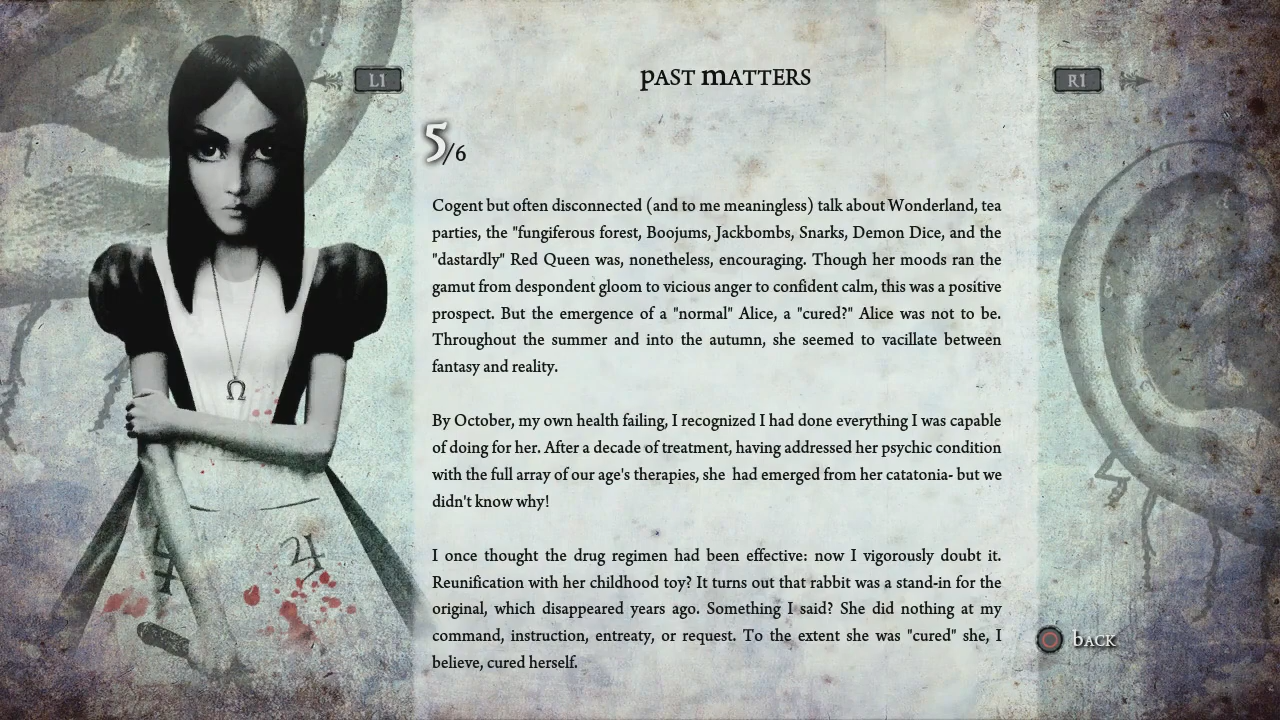 L1
PAST MATTERS
R1
5/6
Cogent but often disconnected (and to me meaningless) talk about Wonderland, tea
parties, the "fungiferous forest, Boojums, Jackbombs, Snarks, Demon Dice, and the
"dastardly" Red Queen was, nonetheless, encouraging. Though her moods ran the
gamut from despondent gloom to vicious anger to confident calm, this was a positive
prospect. But the emergence of a "normal" Alice, a "cured?" Alice was not to be.
Throughout the summer and into the autumn, she seemed to vacillate between
fantasy and reality.
By October, my own health failing, I recognized I had done everything I was capable
of doing for her. After a decade of treatment, having addressed her psychic condition
with the full array of our age's therapies, she had emerged from her catatonia- but we
didn't know why!
I once thought the drug regimen had been effective: now I vigorously doubt it.
Reunification with her childhood toy? It turns out that rabbit was a stand-in for the
original, which disappeared years ago. Something I said? She did nothing at my
command, instruction, entreaty, or request. To the extent she was "cured" she, I
believe, cured herself.
BACK